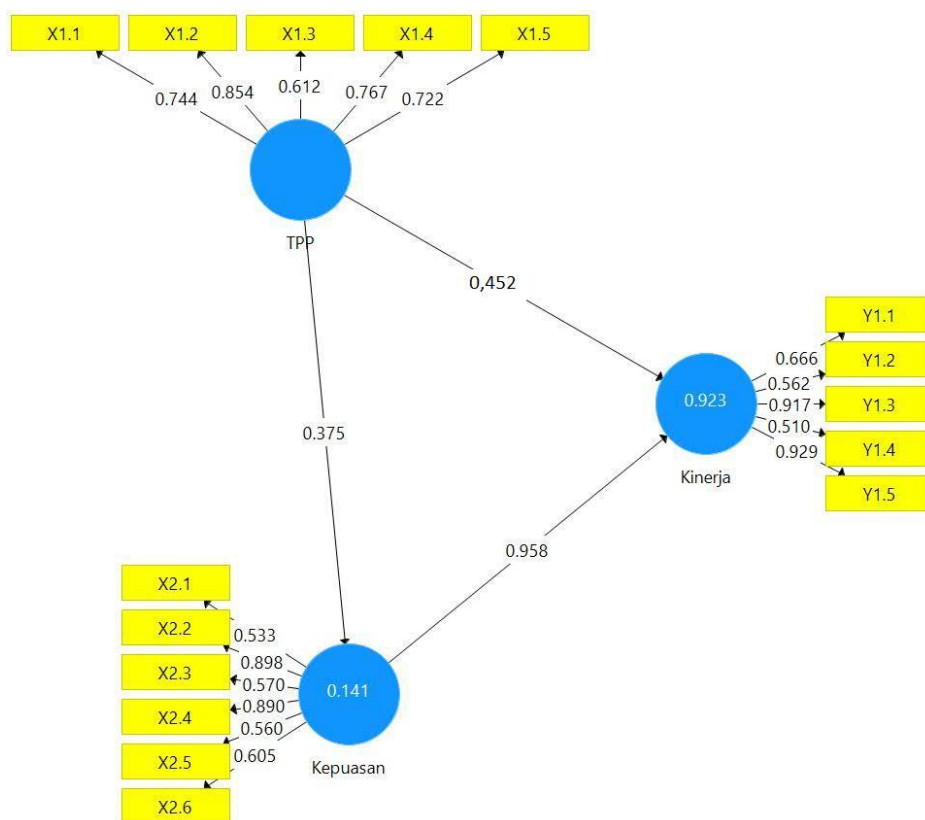 X1.1 X1.2 X1.3 X1.4 X1.5
0.744 0.854 0.612 0.767 0.722
TPP
0,452
0.375
Y1.1
0.666
Y1.2
0.562
0.923
0.917
Y1.3
0.510
Y1.4
0.929
Kinerja
Y1.5
0.958
X2.1
0.533
X2.2
0.898
X2.3
0.570
0.141
0.890
X2.4
0.560
X2.5
0.605
Kepuasan
X2.6